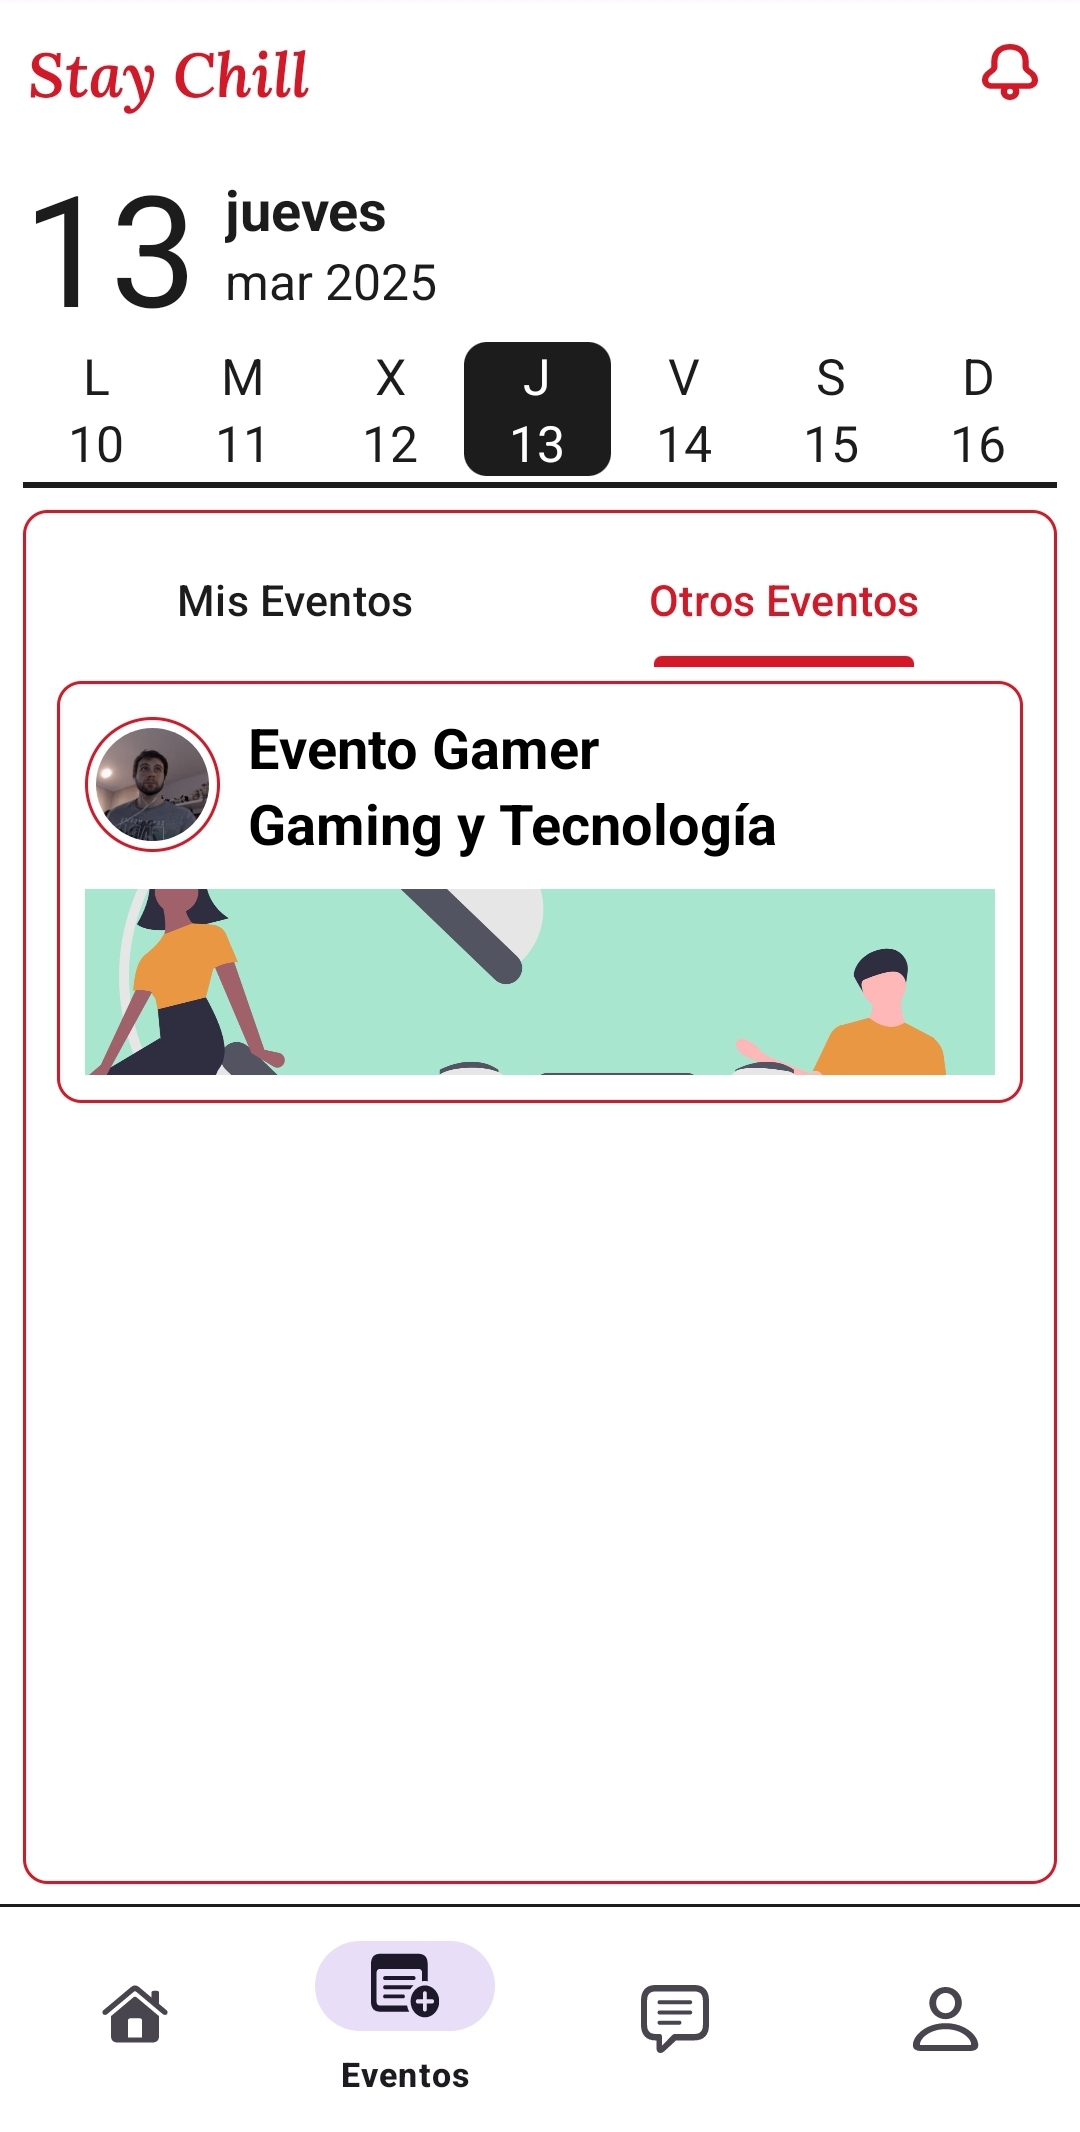 Stay Chill
13
jueves
mar 2025
L M X J V S D
10 11 12 13 14 15 16
Mis Eventos Otros Eventos
Evento Gamer
Gaming y Tecnología
Eventos